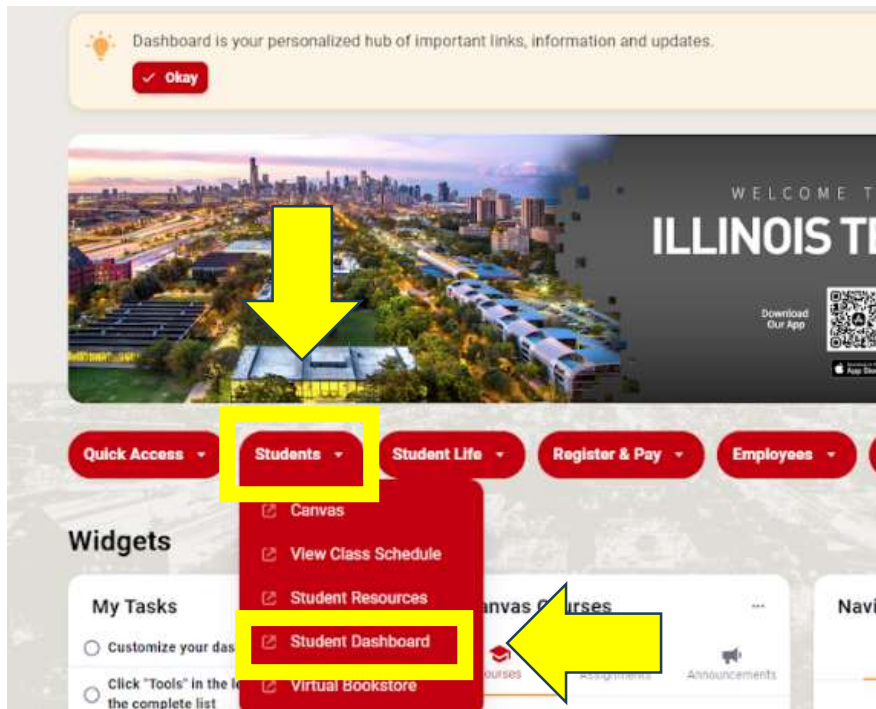 Dashboard is your personalized hub of important links, information and updates.
Okay
WELCOME T
ILLINOIS TE
Download
Our App
Quick Access
Students
Student Life
Register & Pay
Employees
Canvas
View Class Schedule
Student Resources
Student Dashboard
Virtual Bookstore
Widgets
My Tasks
Customize your das
Click "Tools" in the le
the complete list
anvas C urses
ourses
Assignments
Announcements
Navi